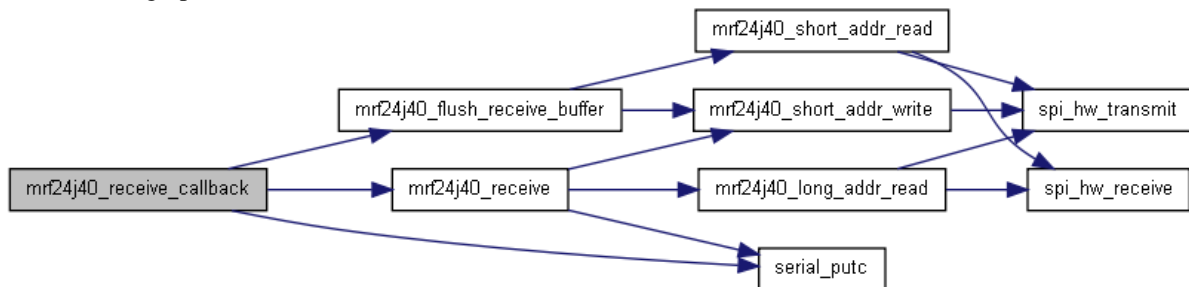 mrf24j40_short_addr_read
mrf24j40_flush_receive_buffer
mrf24j40_short_addr_write
spi_hw_transmit
mrf24j40_receive_callback
mrf24j40_receive
mrf24j40_long_addr_read
spi_hw_receive
serial_putc